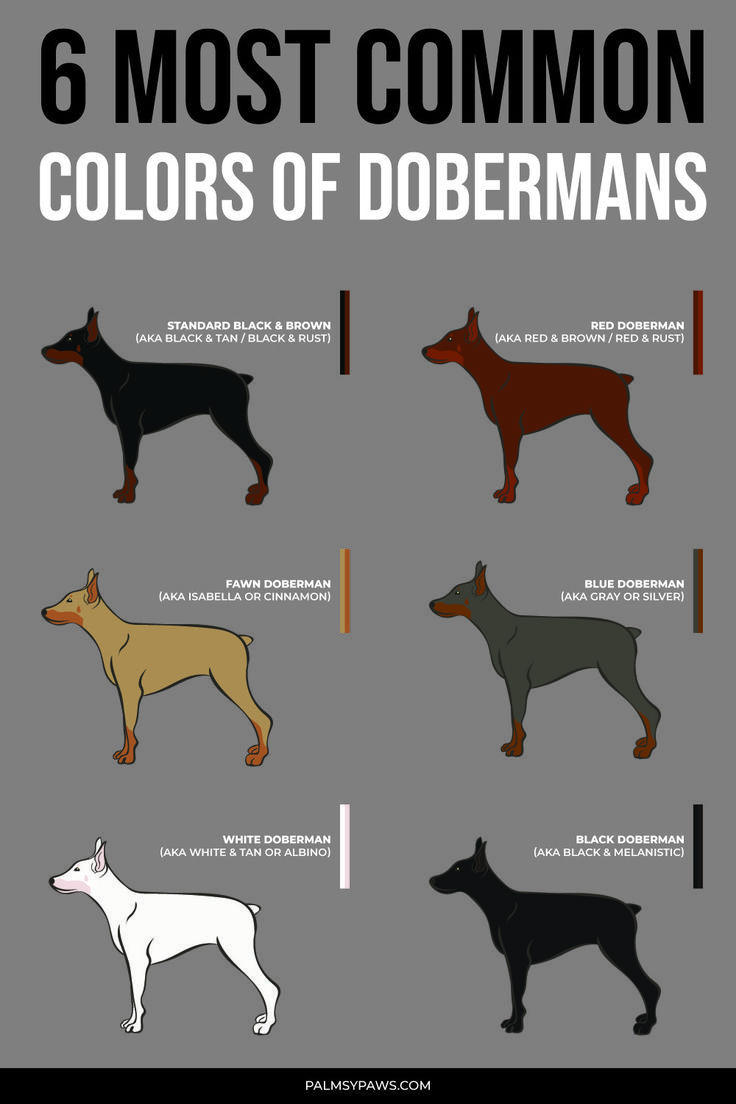 6 MOST COMMON
COLORS OF DOBERMANS
STANDARD BLACK & BROWN
(AKA BLACK & TAN / BLACK & RUST)
RED DOBERMAN
(AKA RED & BROWN / RED & RUST)
FAWN DOBERMAN
(AKA ISABELLA OR CINNAMON)
BLUE DOBERMAN
(AKA GRAY OR SILVER)
WHITE DOBERMAN
(AKA WHITE & TAN OR ALBINO)
BLACK DOBERMAN
(AKA BLACK & MELANISTIC)
PALMSYPAWS.COM